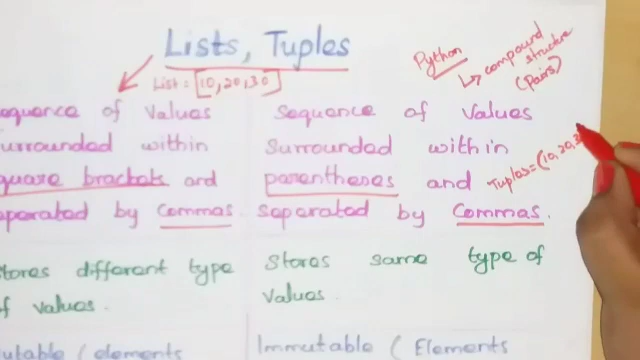 Lists, Tuples
Python
↳ compound
structure
(Pairs)
List = [10, 20, 30]
equence of Values
urrounded within
quare brackets and
eparated by Commas.
Sequence of Values
Surrounded within
parentheses and
separated by Commas.
Tuples = (10, 20, 3
tores different type
f values.
Stores same type of
Values.
utable (elements
Immutable ( Elements